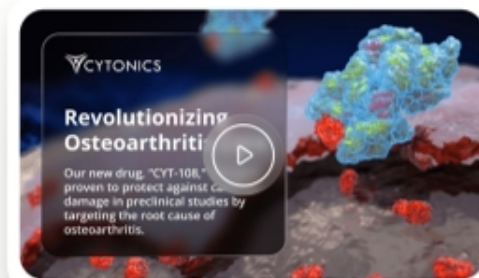 CYTONICS
Revolutionizing
Osteoarthriti
Our new drug, "CYT-108,"
proven to protect against
damage in preclinical studies by
targeting the root cause of
osteoarthritis.